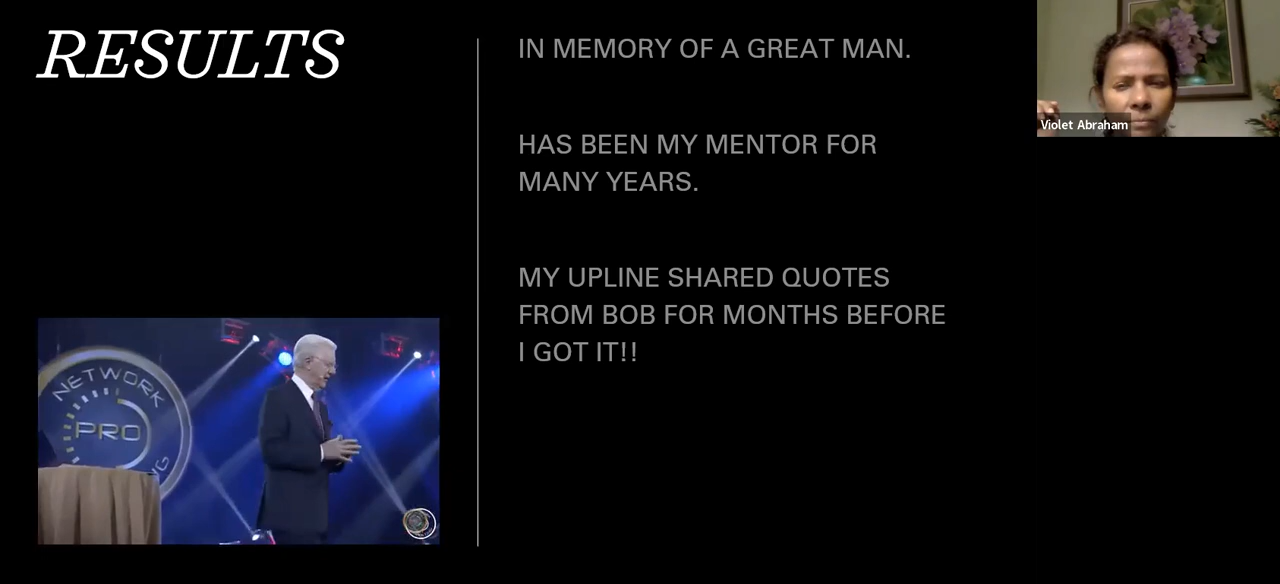 RESULTS
IN MEMORY OF A GREAT MAN.
HAS BEEN MY MENTOR FOR
MANY YEARS.
MY UPLINE SHARED QUOTES
FROM BOB FOR MONTHS BEFORE
I GOT IT!!
NETWORK
PRO
NG
Violet Abraham